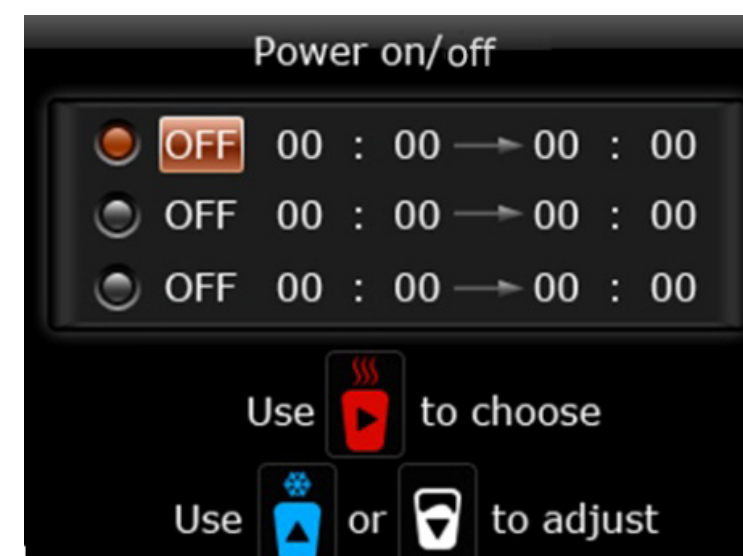 Power on/off
OFF 00 : 00 00 : 00
OFF 00 : 00 00 : 00
OFF 00 : 00 00 : 00
Use to choose
Use or to adjust